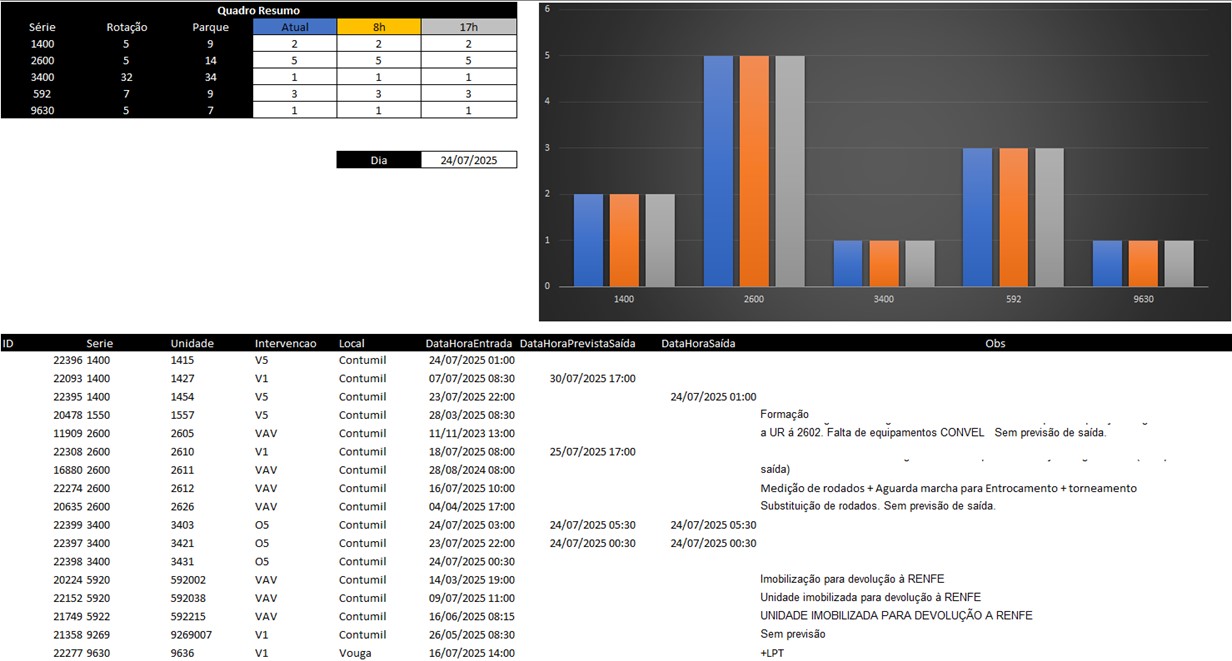 Quadro Resumo
Série Rotação Parque Atual 8h 17h
1400 5 9 2 2 2
2600 5 14 5 5 5
3400 32 34 1 1 1
592 7 9 3 3 3
9630 5 7 1 1 1
Dia 24/07/2025
6
5
4
3
2
1
0
1400 2600 3400 592 9630
ID Serie Unidade Intervencao Local DataHoraEntrada DataHoraPrevistaSaída DataHoraSaída Obs
22396 1400 1415 V5 Contumil 24/07/2025 01:00
22093 1400 1427 V1 Contumil 07/07/2025 08:30 30/07/2025 17:00
22395 1400 1454 V5 Contumil 23/07/2025 22:00 24/07/2025 01:00
20478 1550 1557 V5 Contumil 28/03/2025 08:30 Formação
11909 2600 2605 VAV Contumil 11/11/2023 13:00 a UR á 2602. Falta de equipamentos CONVEL Sem previsão de saída.
22308 2600 2610 V1 Contumil 18/07/2025 08:00 25/07/2025 17:00
16880 2600 2611 VAV Contumil 28/08/2024 08:00 saída)
22274 2600 2612 VAV Contumil 16/07/2025 10:00 Medição de rodados + Aguarda marcha para Entrocamento + torneamento
20635 2600 2626 VAV Contumil 04/04/2025 17:00 Substituição de rodados. Sem previsão de saída.
22399 3400 3403 O5 Contumil 24/07/2025 03:00 24/07/2025 05:30 24/07/2025 05:30
22397 3400 3421 O5 Contumil 23/07/2025 22:00 24/07/2025 00:30 24/07/2025 00:30
22398 3400 3431 O5 Contumil 24/07/2025 00:30
20224 5920 592002 VAV Contumil 14/03/2025 19:00 Imobilização para devolução à RENFE
22152 5920 592038 VAV Contumil 09/07/2025 11:00 Unidade imobilizada para devolução à RENFE
21749 5922 592215 VAV Contumil 16/06/2025 08:15 UNIDADE IMOBILIZADA PARA DEVOLUÇÃO A RENFE
21358 9269 9269007 V1 Contumil 26/05/2025 08:30 Sem previsão
22277 9630 9636 V1 Vouga 16/07/2025 14:00 +LPT